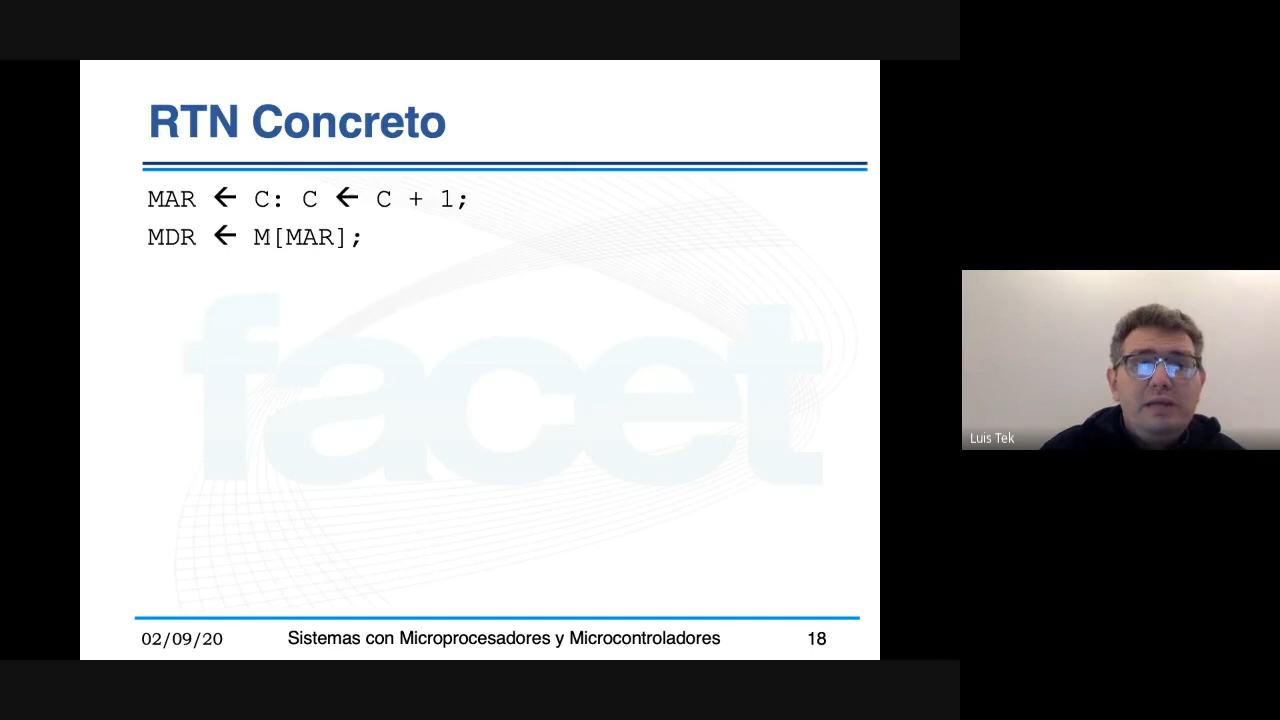 RTN Concreto
MAR ← C: C ← C + 1;
MDR ← M[MAR];
facet
02/09/20 Sistemas con Microprocesadores y Microcontroladores 18
Luis Tek